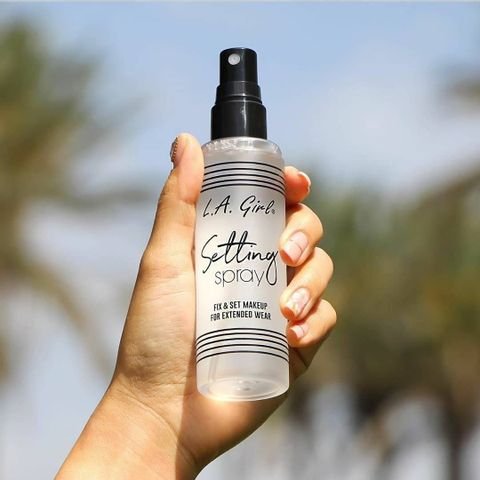 L.A. Girl®
Setting
spray
FIX & SET MAKEUP
FOR EXTENDED WEAR